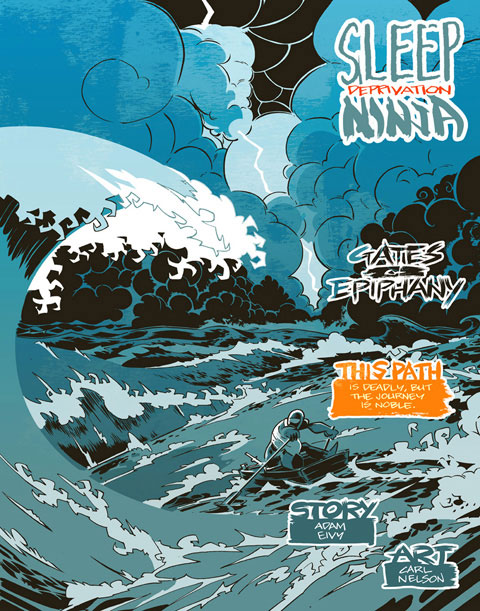 SLEEP
DEPRIVATION
NINJA
GATES
OF
EPIPHANY
THIS PATH
IS DEADLY, BUT
THE JOURNEY
IS NOBLE.
STORY
ADAM
EIVY
ART
CARL
NELSON